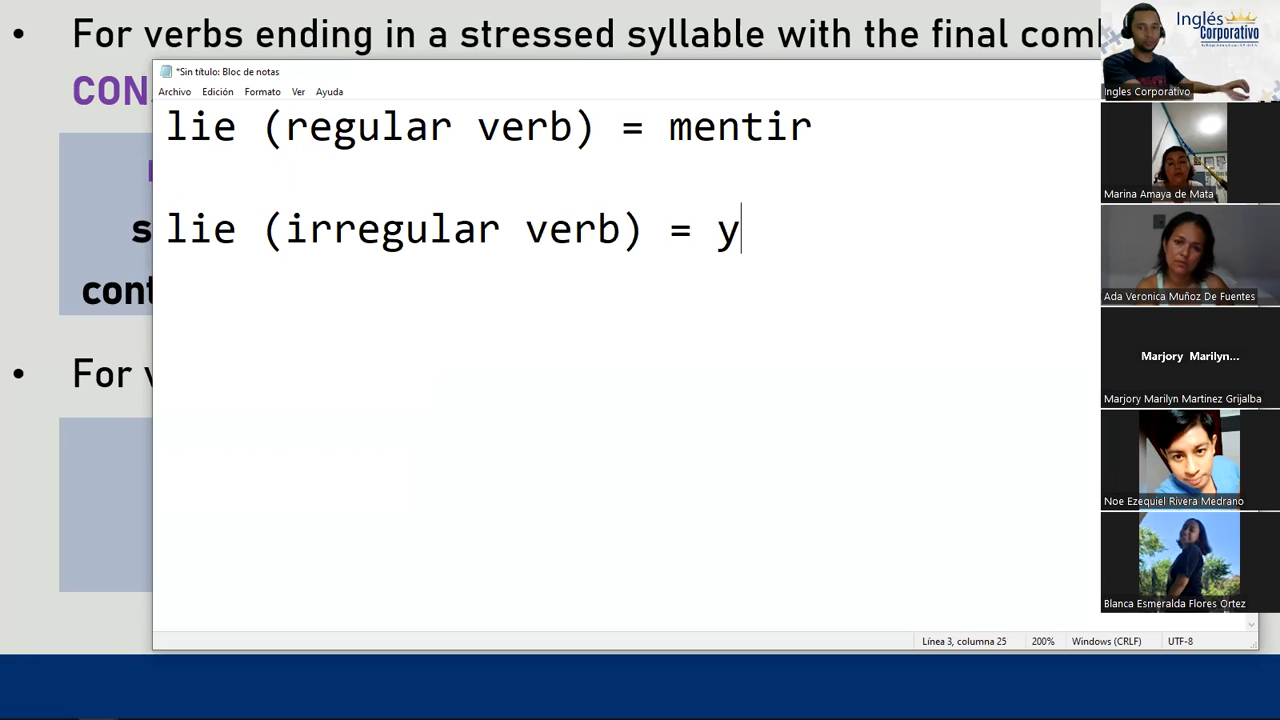 • For verbs ending in a stressed syllable with the final com
CON
*Sin título: Bloc de notas
Archivo Edición Formato Ver Ayuda
lie (regular verb) = mentir
s
lie (irregular verb) = y
cont
• For v
Línea 3, columna 25 200% Windows (CRLF) UTF-8
Inglés
Corporativo
Ingles Corporativo
Marina Amaya de Mata
Ada Veronica Muñoz De Fuentes
Marjory Marilyn...
Marjory Marilyn Martinez Grijalba
Noe Ezequiel Rivera Medrano
Blanca Esmeralda Flores Ortez